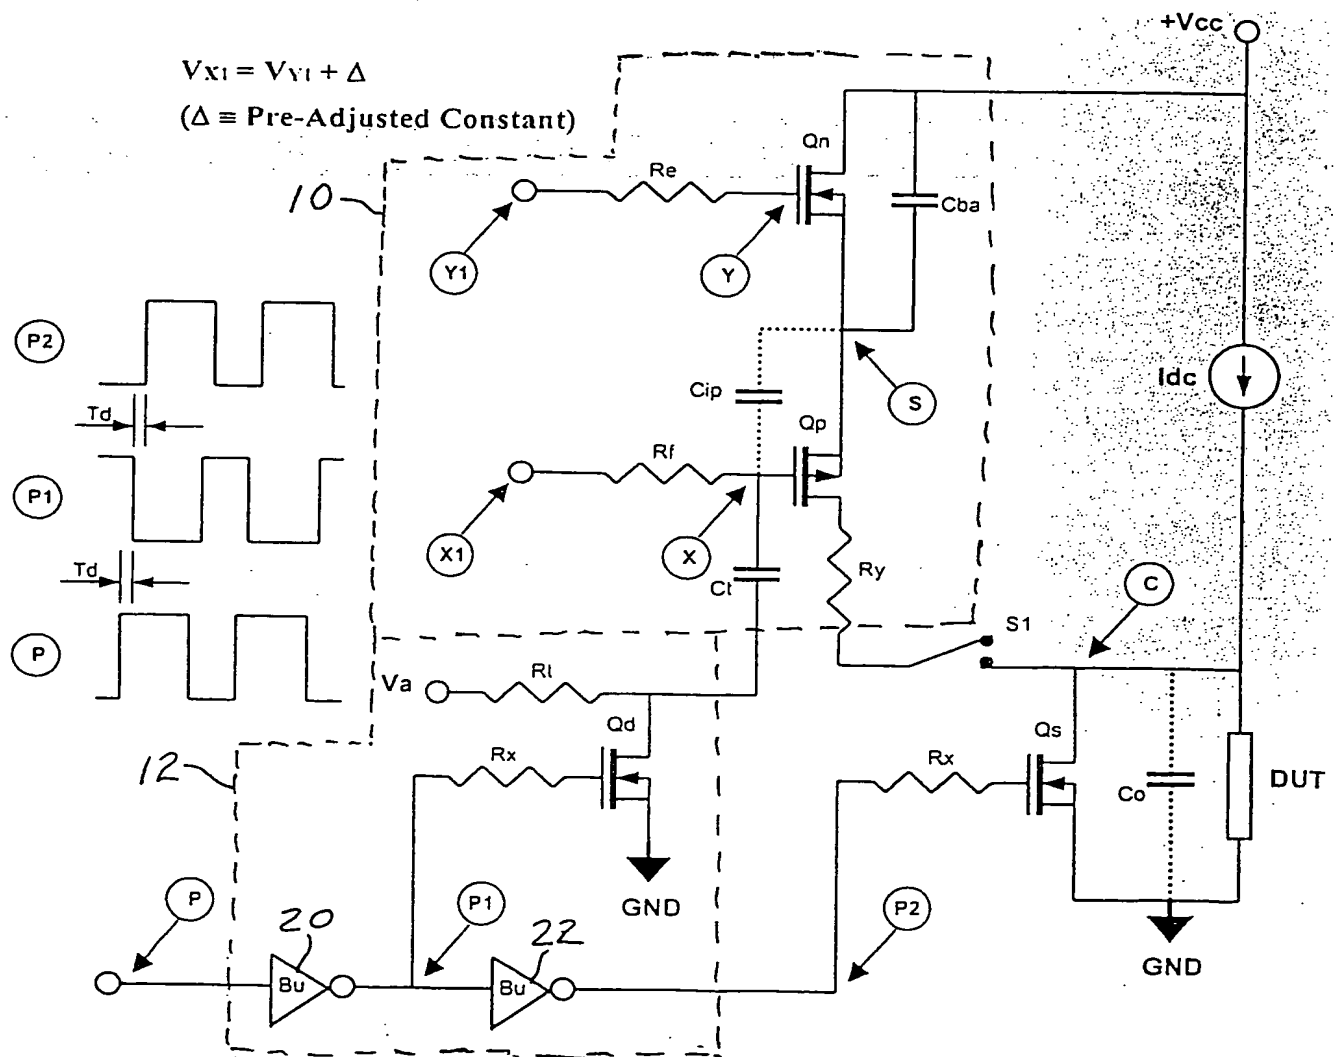 +Vcc
VX1 = VY1 + Δ
(Δ ≡ Pre-Adjusted Constant)
10
Re
Qn
Cba
Y1
Y
P2
Td
Cip
S
Idc
Qp
Rf
P1
X1
X
Td
Ct
Ry
C
S1
P
Va
Rl
Qd
12
Rx
Qs
Rx
Co
DUT
GND
P
20
P1
22
P2
Bu
Bu
GND